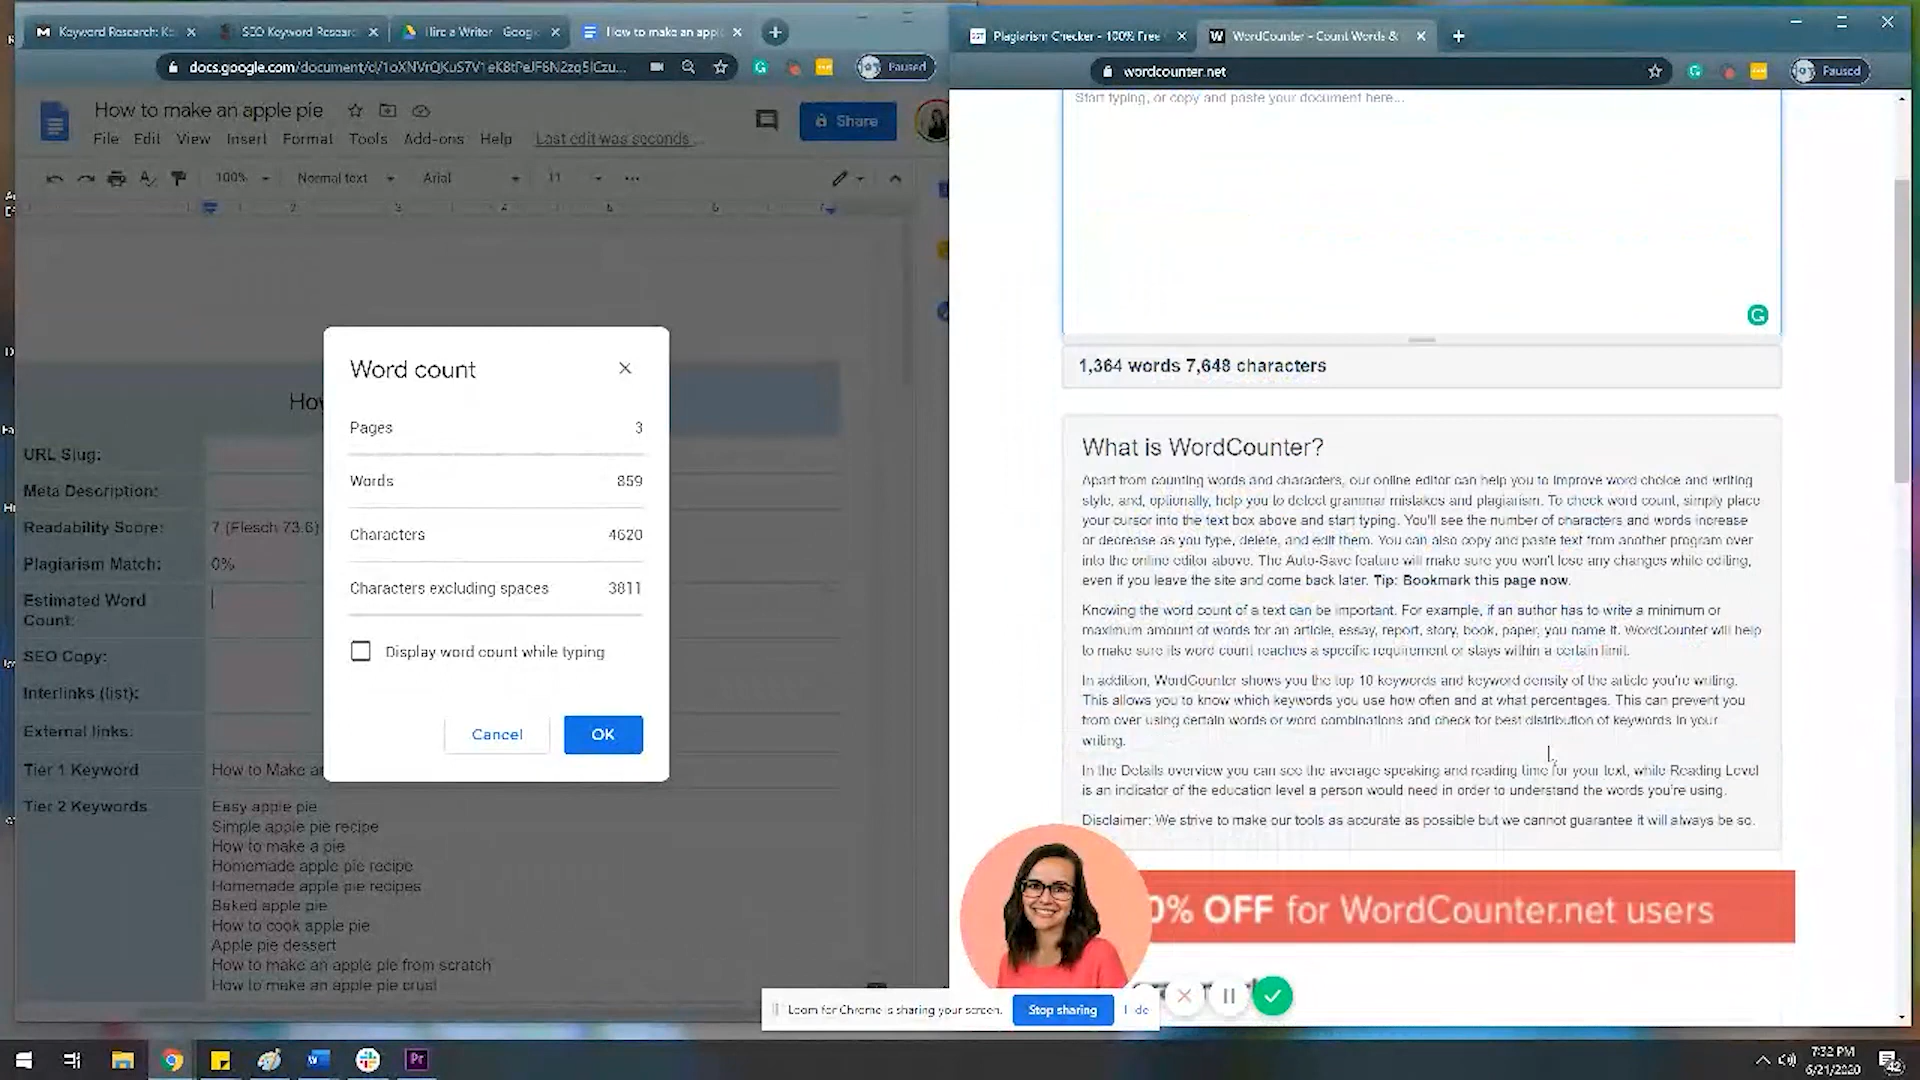 Keyword Research: K
SEO Keyword Resear
Hire a Writer - Google
How to make an appl
docs.google.com/document/d/1oXNVrQKuS7V1eK8tPeJF6N2zq5lCzu...
Paused
How to make an apple pie
File Edit View Insert Format Tools Add-ons Help Last edit was seconds ...
Share
100% Normal text Arial 11
Ho
URL Slug:
Meta Description:
Readability Score: 7 (Flesch 73.6)
Plagiarism Match: 0%
Estimated Word
Count:
SEO Copy:
Interlinks (list):
External links:
Tier 1 Keyword How to Make a
Tier 2 Keywords Easy apple pie
Simple apple pie recipe
How to make a pie
Homemade apple pie recipe
Homemade apple pie recipes
Baked apple pie
How to cook apple pie
Apple pie dessert
How to make an apple pie from scratch
How to make an apple pie crust
Word count
Pages 3
Words 859
Characters 4620
Characters excluding spaces 3811
Display word count while typing
Cancel OK
Plagiarism Checker - 100% Free
WordCounter - Count Words &
wordcounter.net
Paused
Start typing, or copy and paste your document here...
1,364 words 7,648 characters
What is WordCounter?
Apart from counting words and characters, our online editor can help you to improve word choice and writing
style, and, optionally, help you to detect grammar mistakes and plagiarism. To check word count, simply place
your cursor into the text box above and start typing. You'll see the number of characters and words increase
or decrease as you type, delete, and edit them. You can also copy and paste text from another program over
into the online editor above. The Auto-Save feature will make sure you won't lose any changes while editing,
even if you leave the site and come back later. Tip: Bookmark this page now.
Knowing the word count of a text can be important. For example, if an author has to write a minimum or
maximum amount of words for an article, essay, report, story, book, paper, you name it. WordCounter will help
to make sure its word count reaches a specific requirement or stays within a certain limit.
In addition, WordCounter shows you the top 10 keywords and keyword density of the article you're writing.
This allows you to know which keywords you use how often and at what percentages. This can prevent you
from over using certain words or word combinations and check for best distribution of keywords in your
writing.
In the Details overview you can see the average speaking and reading time for your text, while Reading Level
is an indicator of the education level a person would need in order to understand the words you're using.
Disclaimer: We strive to make our tools as accurate as possible but we cannot guarantee it will always be so.
0% OFF for WordCounter.net users
Loom for Chrome is sharing your screen. Stop sharing Hide
7:32 PM
6/21/2020
42